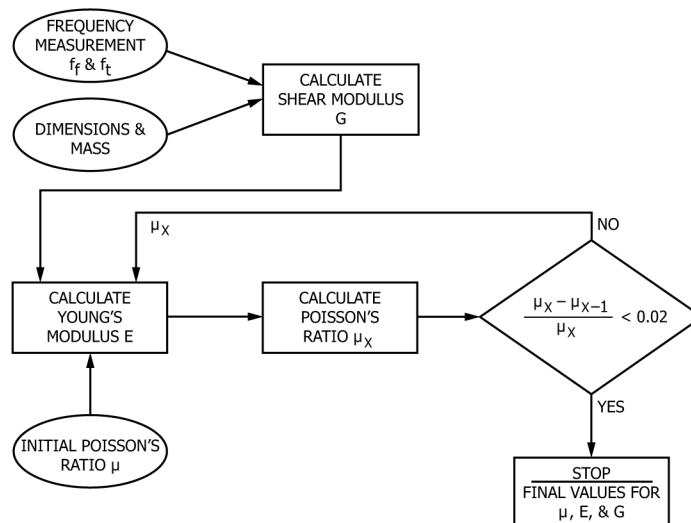 FREQUENCY
MEASUREMENT
f_f & f_t
DIMENSIONS &
MASS
CALCULATE
SHEAR MODULUS
G
μ_X
NO
CALCULATE
YOUNG'S
MODULUS E
CALCULATE
POISSON'S
RATIO μ_X
μ_X – μ_X–1
μ_X
< 0.02
YES
INITIAL POISSON'S
RATIO μ
STOP
FINAL VALUES FOR
μ, E, & G